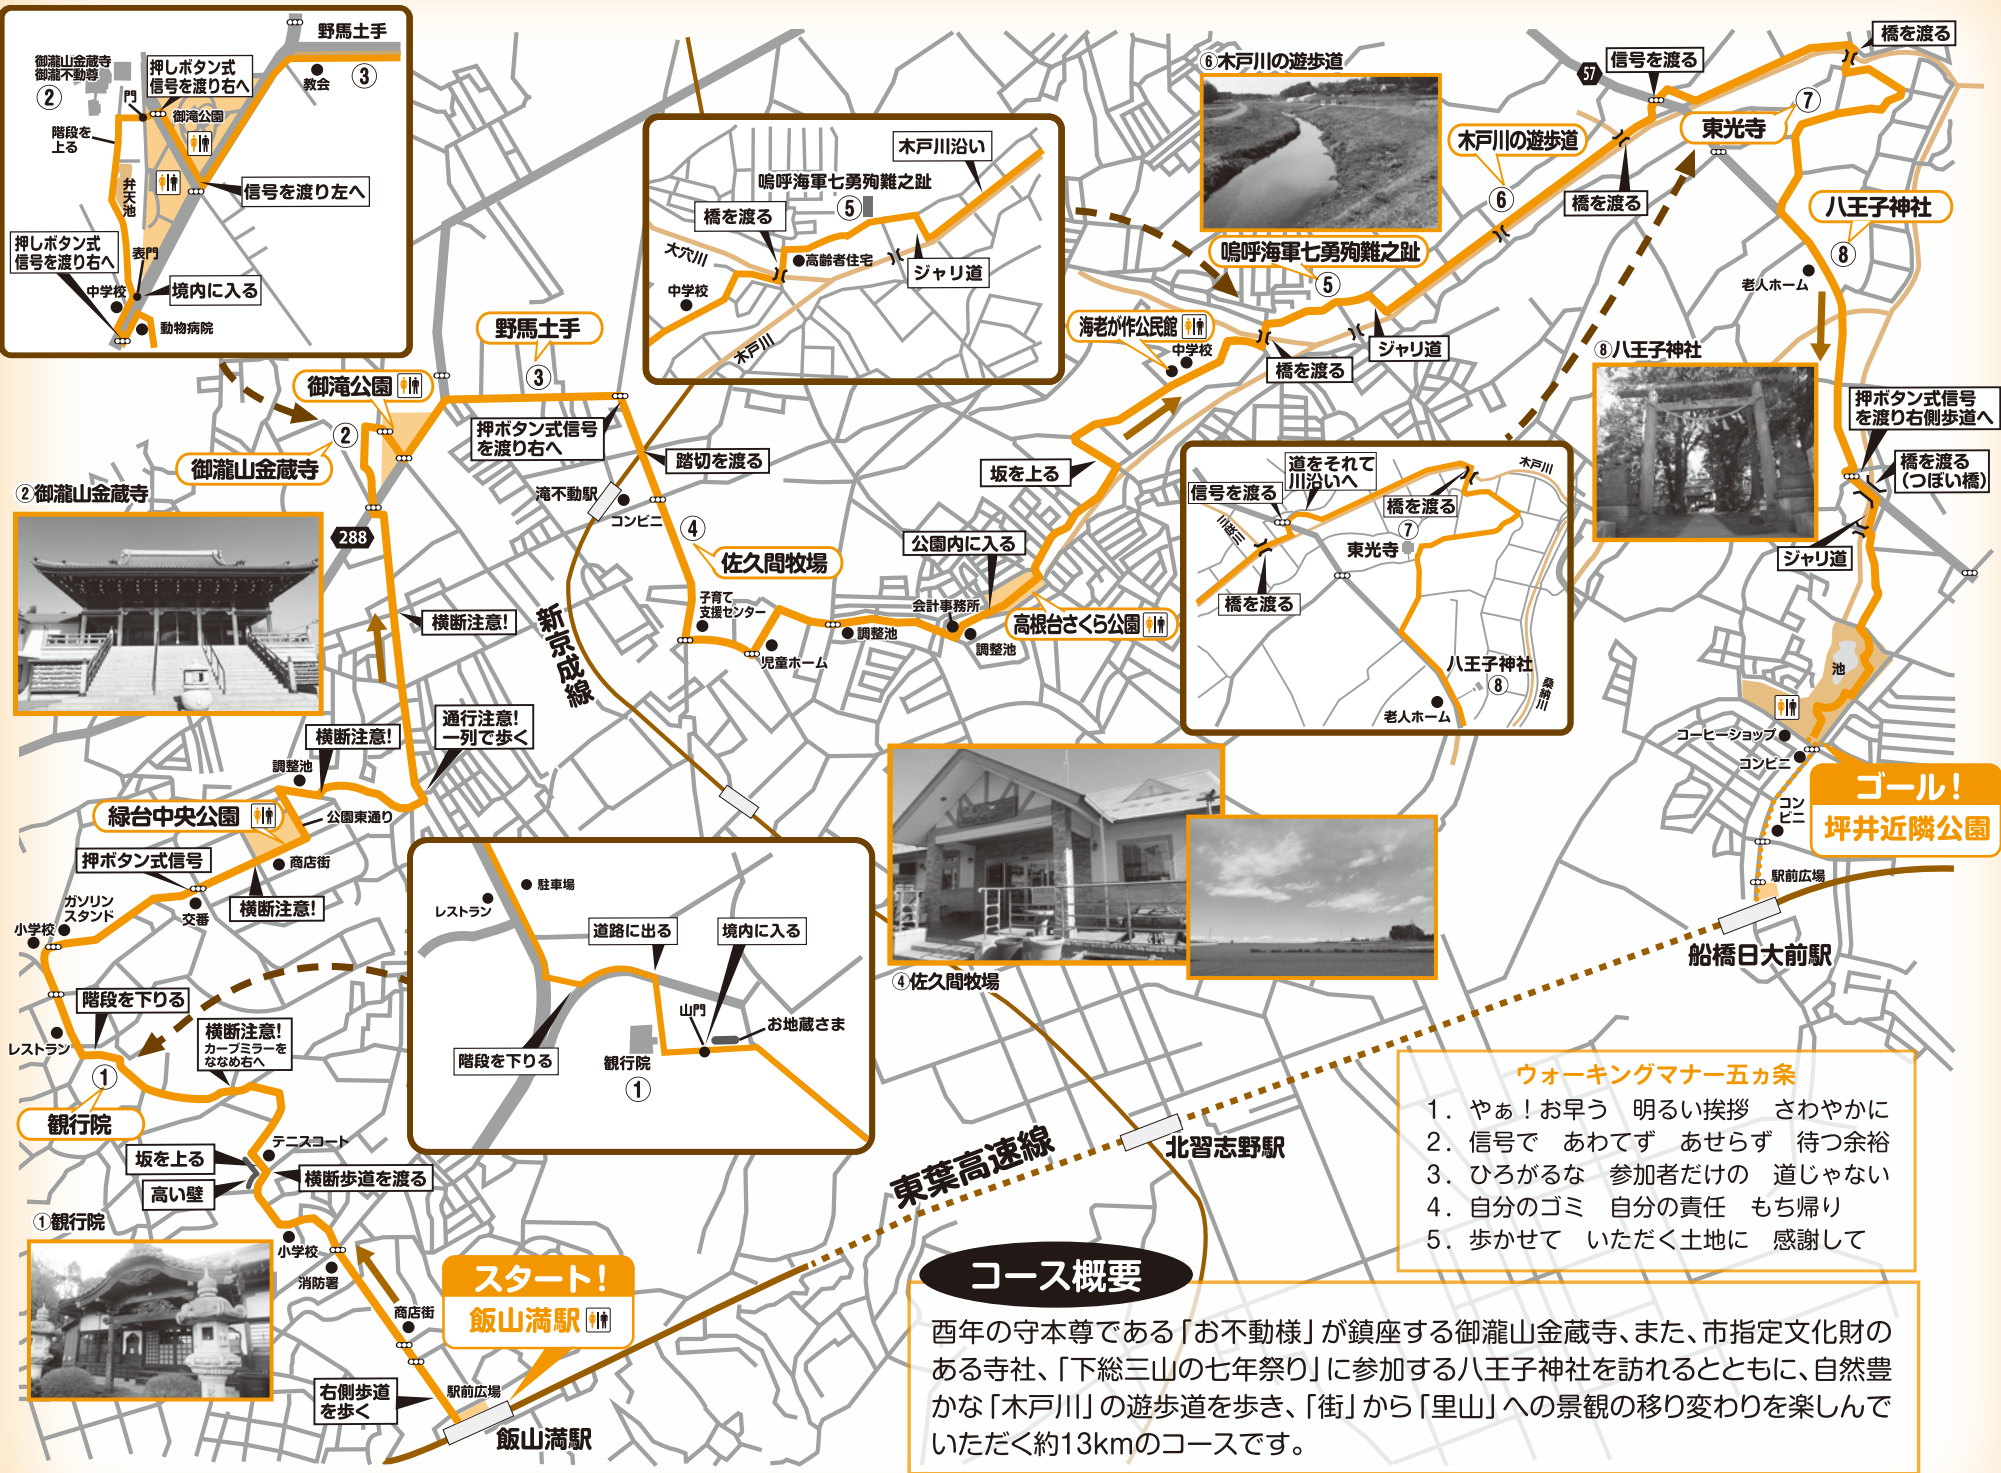 野馬土手
御瀧山金蔵寺
御瀧不動尊
②
押しボタン式
信号を渡り右へ
教会
③
門
御滝公園
階段を
上る
弁天池
信号を渡り左へ
押しボタン式
信号を渡り右へ
表門
中学校
境内に入る
動物病院
木戸川沿い
嗚呼海軍七勇殉難之趾
⑤
橋を渡る
大穴川
高齢者住宅
ジャリ道
中学校
木戸川
⑥木戸川の遊歩道
57
信号を渡る
橋を渡る
⑦
東光寺
木戸川の遊歩道
⑥
橋を渡る
八王子神社
⑧
老人ホーム
嗚呼海軍七勇殉難之趾
⑤
海老が作公民館
中学校
ジャリ道
橋を渡る
⑧八王子神社
押ボタン式信号
を渡り右側歩道へ
橋を渡る
(つぼい橋)
ジャリ道
野馬土手
③
御滝公園
②
御瀧山金蔵寺
押ボタン式信号
を渡り右へ
踏切を渡る
滝不動駅
コンビニ
④
佐久間牧場
坂を上る
公園内に入る
②御瀧山金蔵寺
288
横断注意!
新京成線
子育て
支援センター
児童ホーム
調整池
会計事務所
調整池
高根台さくら公園
道をそれて
川沿いへ
木戸川
信号を渡る
橋を渡る
三咲川
⑦
東光寺
橋を渡る
八王子神社
⑧
桑納川
老人ホーム
池
コーヒーショップ
コンビニ
ゴール!
坪井近隣公園
コン
ビニ
駅前広場
船橋日大前駅
通行注意!
一列で歩く
横断注意!
調整池
緑台中央公園
公園東通り
押ボタン式信号
商店街
ガソリン
スタンド
交番
横断注意!
小学校
階段を下りる
レストラン
横断注意!
カーブミラーを
ななめ右へ
①
観行院
駐車場
レストラン
道路に出る
境内に入る
山門
お地蔵さま
階段を下りる
観行院
①
④佐久間牧場
テニスコート
坂を上る
高い壁
横断歩道を渡る
①観行院
小学校
消防署
商店街
スタート!
飯山満駅
右側歩道
を歩く
駅前広場
飯山満駅
東葉高速線
北習志野駅
ウォーキングマナー五ヵ条
1. やぁ!お早う 明るい挨拶 さわやかに
2. 信号で あわてず あせらず 待つ余裕
3. ひろがるな 参加者だけの 道じゃない
4. 自分のゴミ 自分の責任 もち帰り
5. 歩かせて いただく土地に 感謝して
コース概要
酉年の守本尊である「お不動様」が鎮座する御瀧山金蔵寺、また、市指定文化財の
ある寺社、「下総三山の七年祭り」に参加する八王子神社を訪れるとともに、自然豊
かな「木戸川」の遊歩道を歩き、「街」から「里山」への景観の移り変わりを楽しんで
いただく約13kmのコースです。